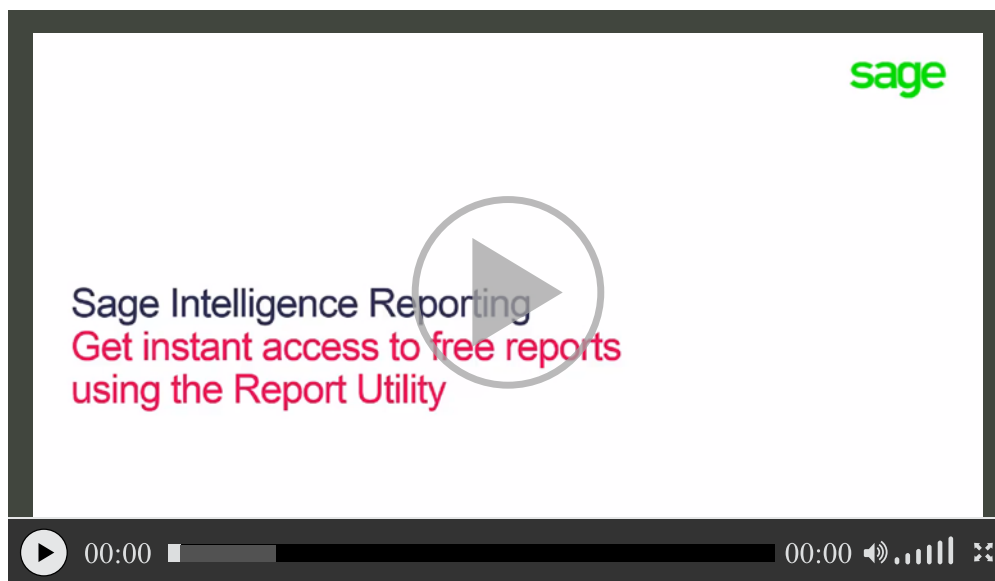 sage
Sage Intelligence Reporting
Get instant access to free reports
using the Report Utility
00:00
00:00